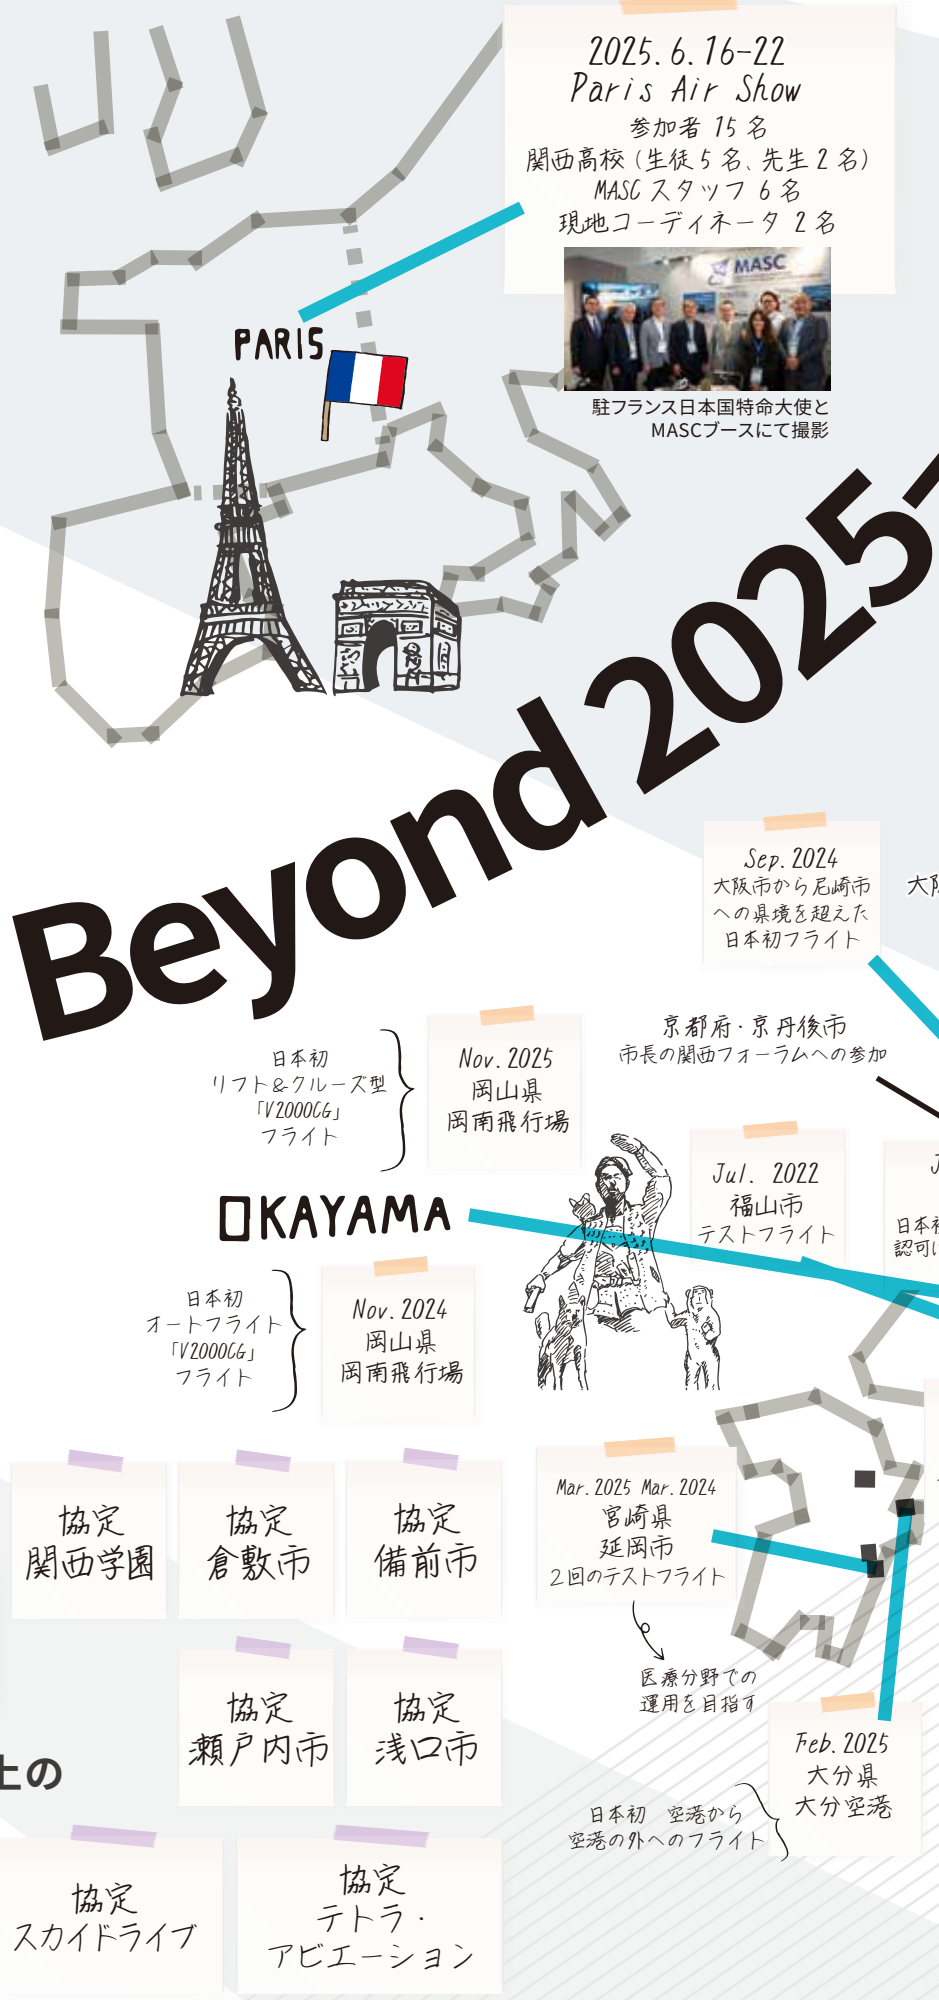 2025.6.16-22
Paris Air Show
参加者 15 名
関西高校（生徒 5 名、先生 2 名）
MASC スタッフ 6 名
現地コーディネータ 2 名
MASC
駐フランス日本国特命大使と
MASCブースにて撮影
PARIS
Beyond 2025-
Sep. 2024
大阪市から尼崎市
への県境を超えた
日本初フライト
京都府・京丹後市
市長の関西フォーラムへの参加
日本初
リフト＆クルーズ型
「V2000CG」
フライト
Nov. 2025
岡山県
岡南飛行場
Jul. 2022
福山市
テストフライト
日本初
認可
OKAYAMA
日本初
オートフライト
「V2000CG」
フライト
Nov. 2024
岡山県
岡南飛行場
協定
関西学園
協定
倉敷市
協定
備前市
Mar. 2025 Mar. 2024
宮崎県
延岡市
2回のテストフライト
医療分野での
運用を目指す
協定
瀬戸内市
協定
浅口市
上の
Feb. 2025
大分県
大分空港
日本初 空港から
空港の外へのフライト
協定
スカイドライブ
協定
テトラ・
アビエーション